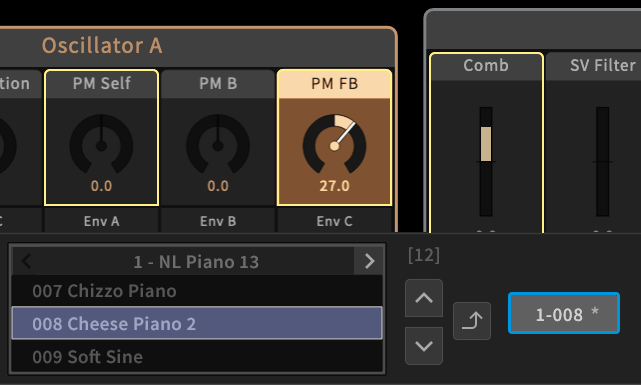 Oscillator A
tion PM Self PM B PM FB
Comb SV Filter
0.0 0.0 27.0
C Env A Env B Env C
1 - NL Piano 13
[12]
007 Chizzo Piano
008 Cheese Piano 2
1-008 *
009 Soft Sine